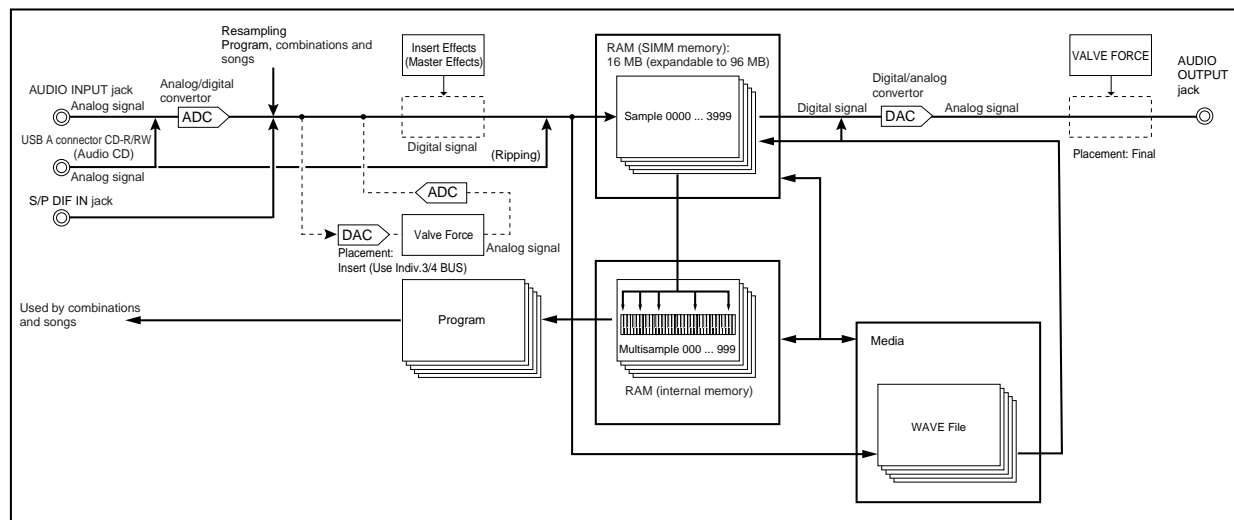 Resampling
Program, combinations and
songs
Insert Effects
(Master Effects)
RAM (SIMM memory):
16 MB (expandable to 96 MB)
VALVE FORCE
AUDIO
OUTPUT
jack
AUDIO INPUT jack
Analog signal
Analog/digital
convertor
ADC
Sample 0000 ... 3999
Digital signal
Digital/analog
convertor
DAC
Analog signal
USB A connector CD-R/RW
(Audio CD)
Analog signal
Digital signal
(Ripping)
Placement: Final
S/P DIF IN jack
ADC
DAC
Valve Force
Analog signal
Placement:
Insert (Use Indiv.3/4 BUS)
Used by combinations
and songs
Program
Multisample 000 ... 999
RAM (internal memory)
Media
WAVE File